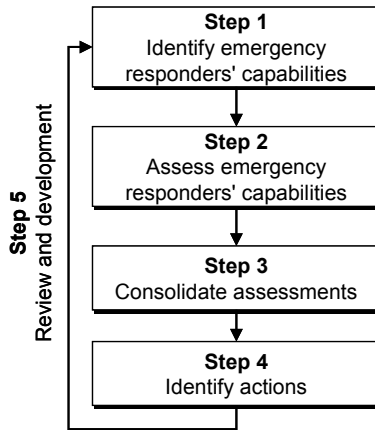 Step 1
Identify emergency
responders' capabilities
Step 2
Assess emergency
responders' capabilities
Step 3
Consolidate assessments
Step 4
Identify actions
Step 5
Review and development